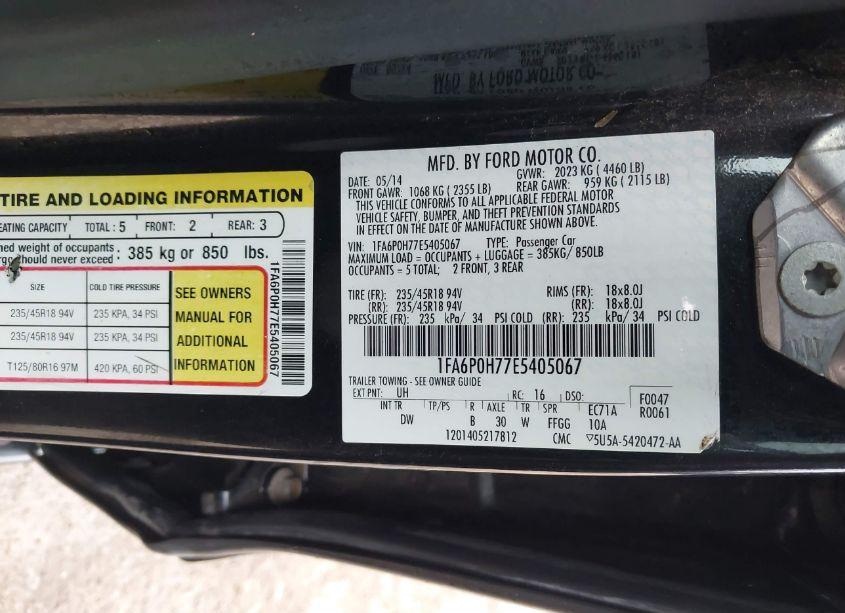 TIRE AND LOADING INFORMATION
EATING CAPACITY TOTAL : 5 FRONT: 2 REAR: 3
ned weight of occupants
rgo should never exceed : 385 kg or 850 lbs.
SIZE COLD TIRE PRESSURE
235/45R18 94V 235 KPA, 34 PSI
235/45R18 94V 235 KPA, 34 PSI
T125/80R16 97M 420 KPA, 60 PSI
SEE OWNERS
MANUAL FOR
ADDITIONAL
INFORMATION
1FA6P0H77E5405067
MFD. BY FORD MOTOR CO.
DATE: 05/14 GVWR: 2023 KG ( 4460 LB)
FRONT GAWR: 1068 KG ( 2355 LB) REAR GAWR: 959 KG ( 2115 LB)
THIS VEHICLE CONFORMS TO ALL APPLICABLE FEDERAL MOTOR
VEHICLE SAFETY, BUMPER, AND THEFT PREVENTION STANDARDS
IN EFFECT ON THE DATE OF MANUFACTURE SHOWN ABOVE.
VIN: 1FA6P0H77E5405067 TYPE: Passenger Car
MAXIMUM LOAD = OCCUPANTS + LUGGAGE = 385KG/ 850LB
OCCUPANTS = 5 TOTAL; 2 FRONT, 3 REAR
TIRE (FR): 235/45R18 94V RIMS (FR): 18x8.0J
(RR): 235/45R18 94V (RR): 18x8.0J
PRESSURE (FR): 235 kPa/ 34 PSI COLD (RR): 235 kPa/ 34 PSI COLD
1FA6P0H77E5405067
TRAILER TOWING - SEE OWNER GUIDE
EXT PNT: UH RC: 16 DSO: F0047
INT TR TP/PS R AXLE TR SPR EC71A R0061
DW B 30 W FFGG 10A
1201405217812 CMC ▽5U5A-5420472-AA